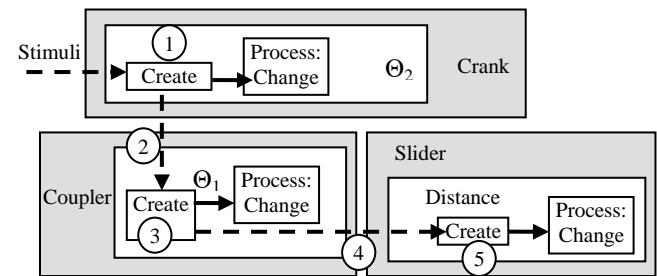 1
Stimuli
Create
Process:
Change
Θ2
Crank
2
Coupler
Create
Θ1
Process:
Change
3
4
Slider
Distance
Create
Process:
Change
5